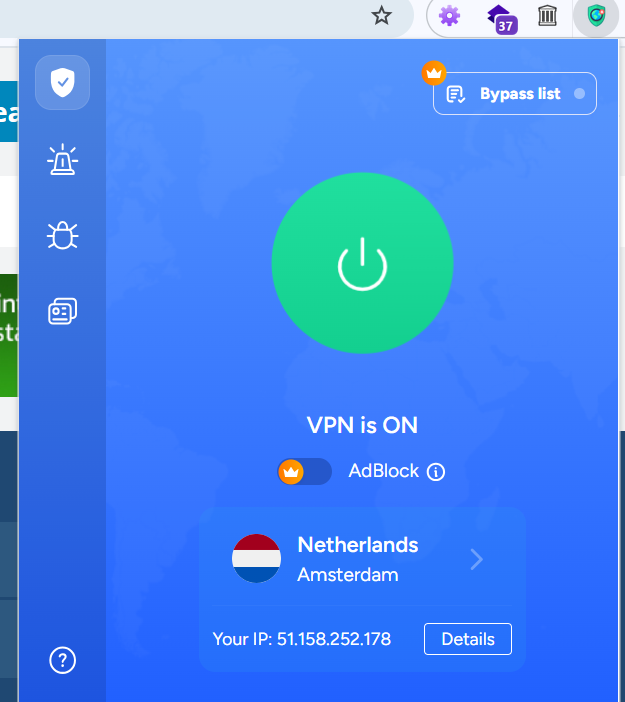 37
Bypass list
VPN is ON
AdBlock
Netherlands
Amsterdam
Your IP: 51.158.252.178
Details